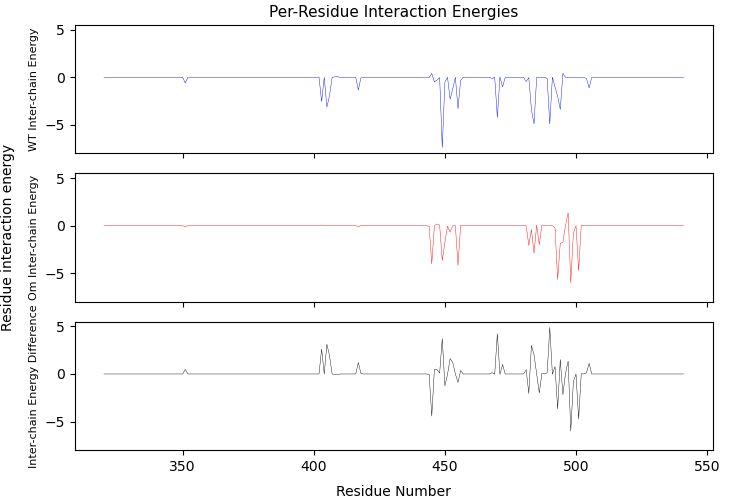 Per-Residue Interaction Energies
Residue interaction energy
WT Inter-chain Energy
5
0
−5
Om Inter-chain Energy
5
0
−5
Inter-chain Energy Difference
5
0
−5
350
400
450
500
550
Residue Number